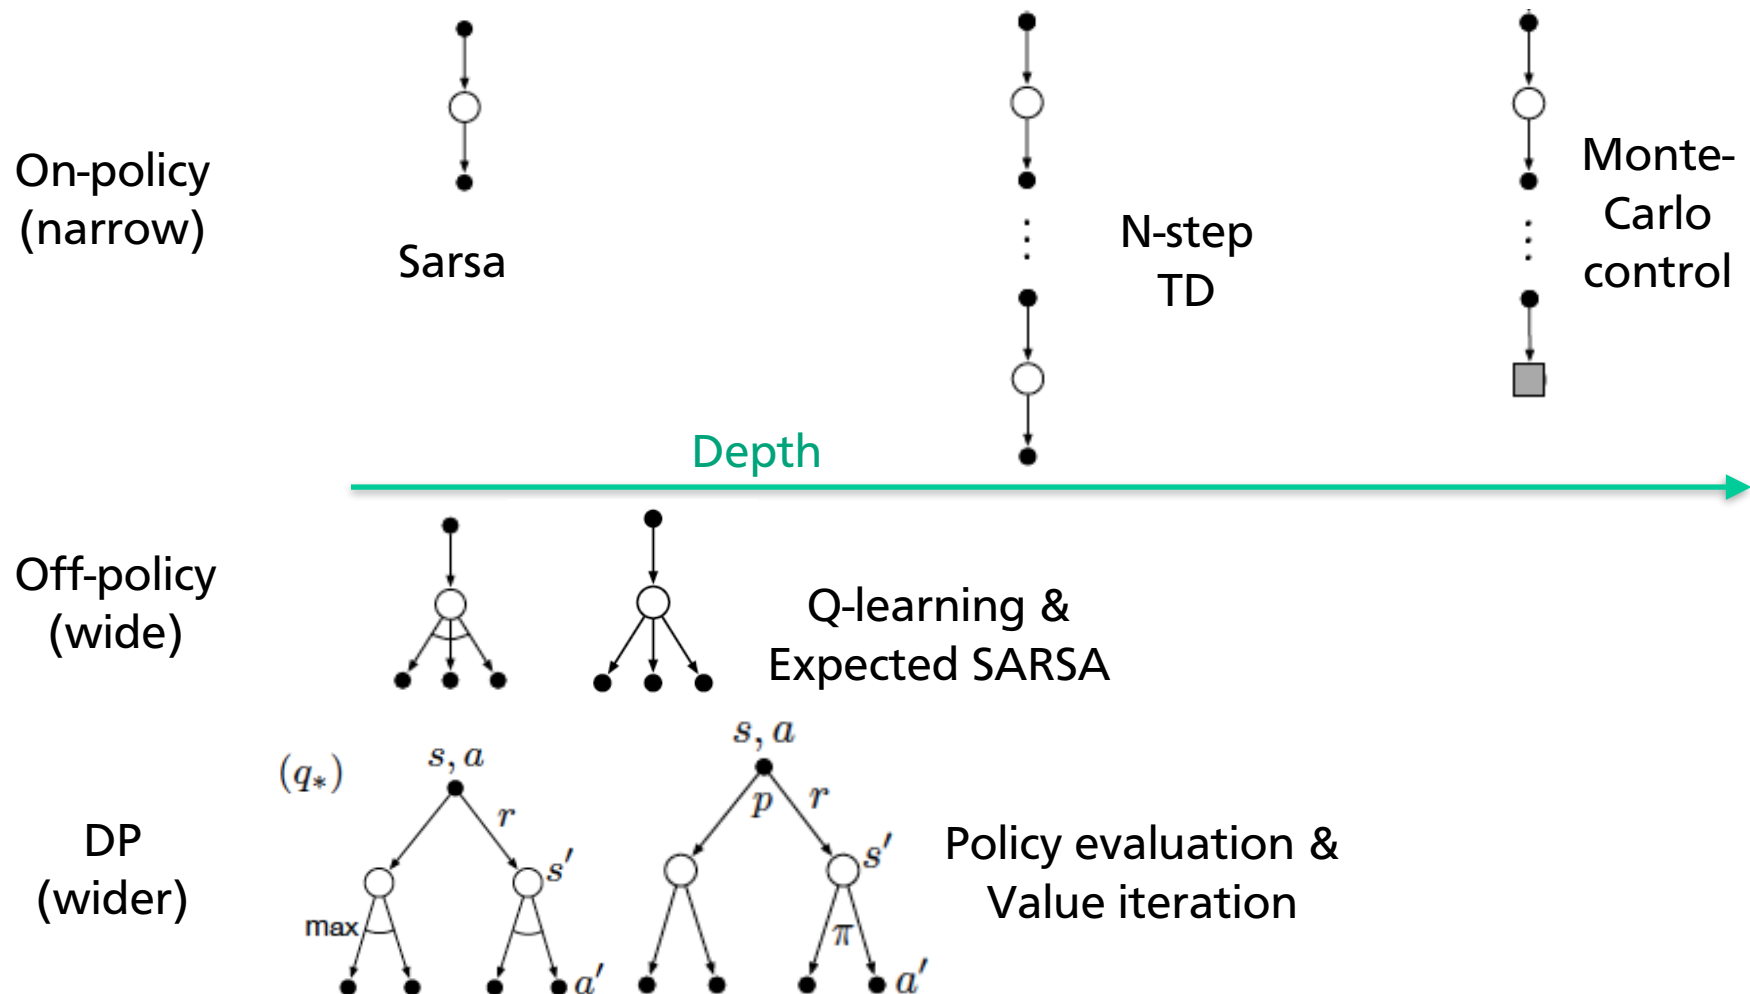 On-policy
(narrow)
Sarsa
N-step
TD
Monte-
Carlo
control
Depth
Off-policy
(wide)
Q-learning &
Expected SARSA
DP
(wider)
(q*)
s, a
r
s′
max
a′
s, a
p
r
s′
π
a′
Policy evaluation &
Value iteration